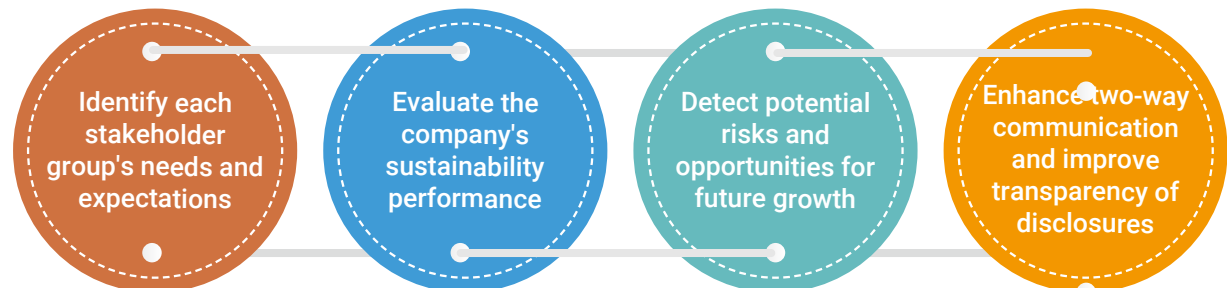 Identify each
stakeholder
group's needs and
expectations
Evaluate the
company's
sustainability
performance
Detect potential
risks and
opportunities for
future growth
Enhance two-way
communication
and improve
transparency of
disclosures